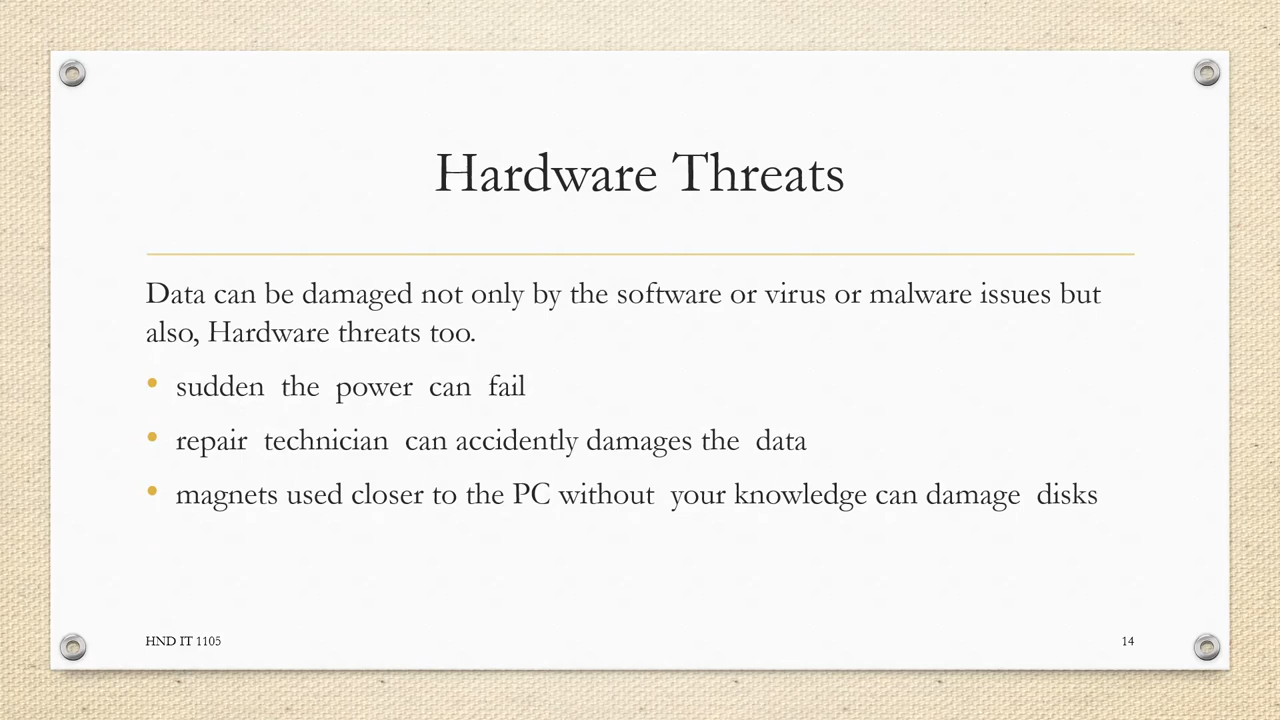 Hardware Threats
Data can be damaged not only by the software or virus or malware issues but
also, Hardware threats too.
• sudden the power can fail
• repair technician can accidently damages the data
• magnets used closer to the PC without your knowledge can damage disks
HND IT 1105
14